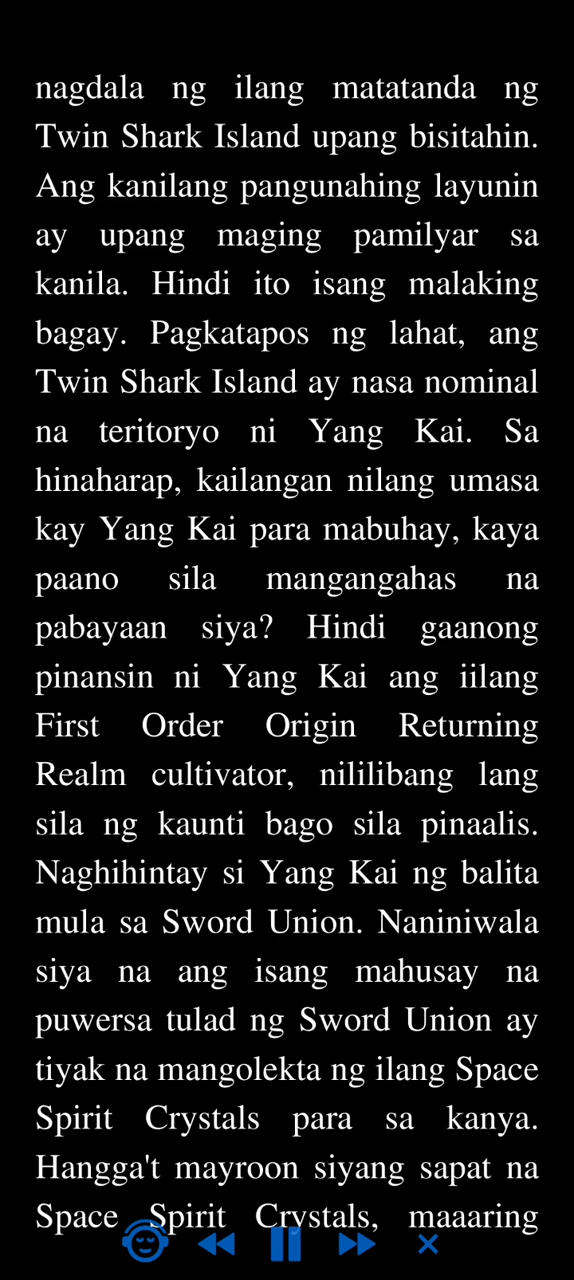 nagdala ng ilang matatanda ng
Twin Shark Island upang bisitahin.
Ang kanilang pangunahing layunin
ay upang maging pamilyar sa
kanila. Hindi ito isang malaking
bagay. Pagkatapos ng lahat, ang
Twin Shark Island ay nasa nominal
na teritoryo ni Yang Kai. Sa
hinaharap, kailangan nilang umasa
kay Yang Kai para mabuhay, kaya
paano sila mangangahas na
pabayaan siya? Hindi gaanong
pinansin ni Yang Kai ang iilang
First Order Origin Returning
Realm cultivator, nililibang lang
sila ng kaunti bago sila pinaalis.
Naghihintay si Yang Kai ng balita
mula sa Sword Union. Naniniwala
siya na ang isang mahusay na
puwersa tulad ng Sword Union ay
tiyak na mangolekta ng ilang Space
Spirit Crystals para sa kanya.
Hangga't mayroon siyang sapat na
Space Spirit Crystals, maaaring